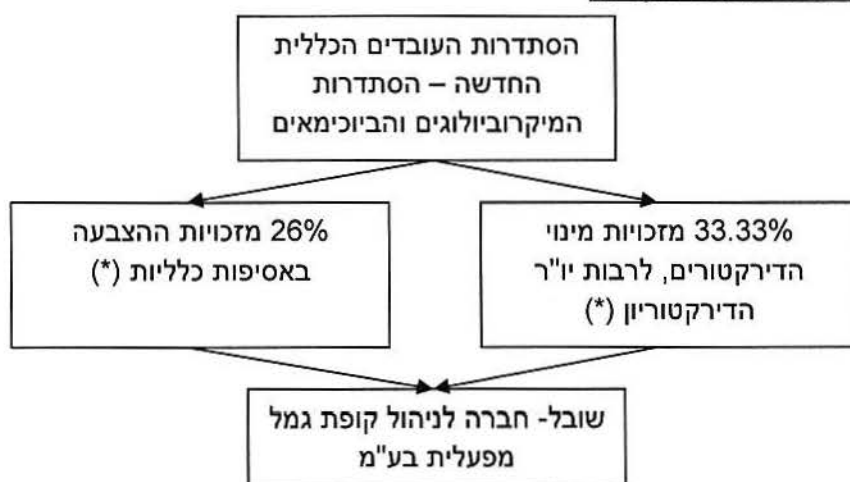 הסתדרות העובדים הכללית
החדשה – הסתדרות
המיקרוביולוגים והביוכימאים
33.33% מזכויות מינוי
הדירקטורים, לרבות יו"ר
הדירקטוריון (*)
26% מזכויות ההצבעה
באסיפות כלליות (*)
שובל- חברה לניהול קופת גמל
מפעלית בע"מ